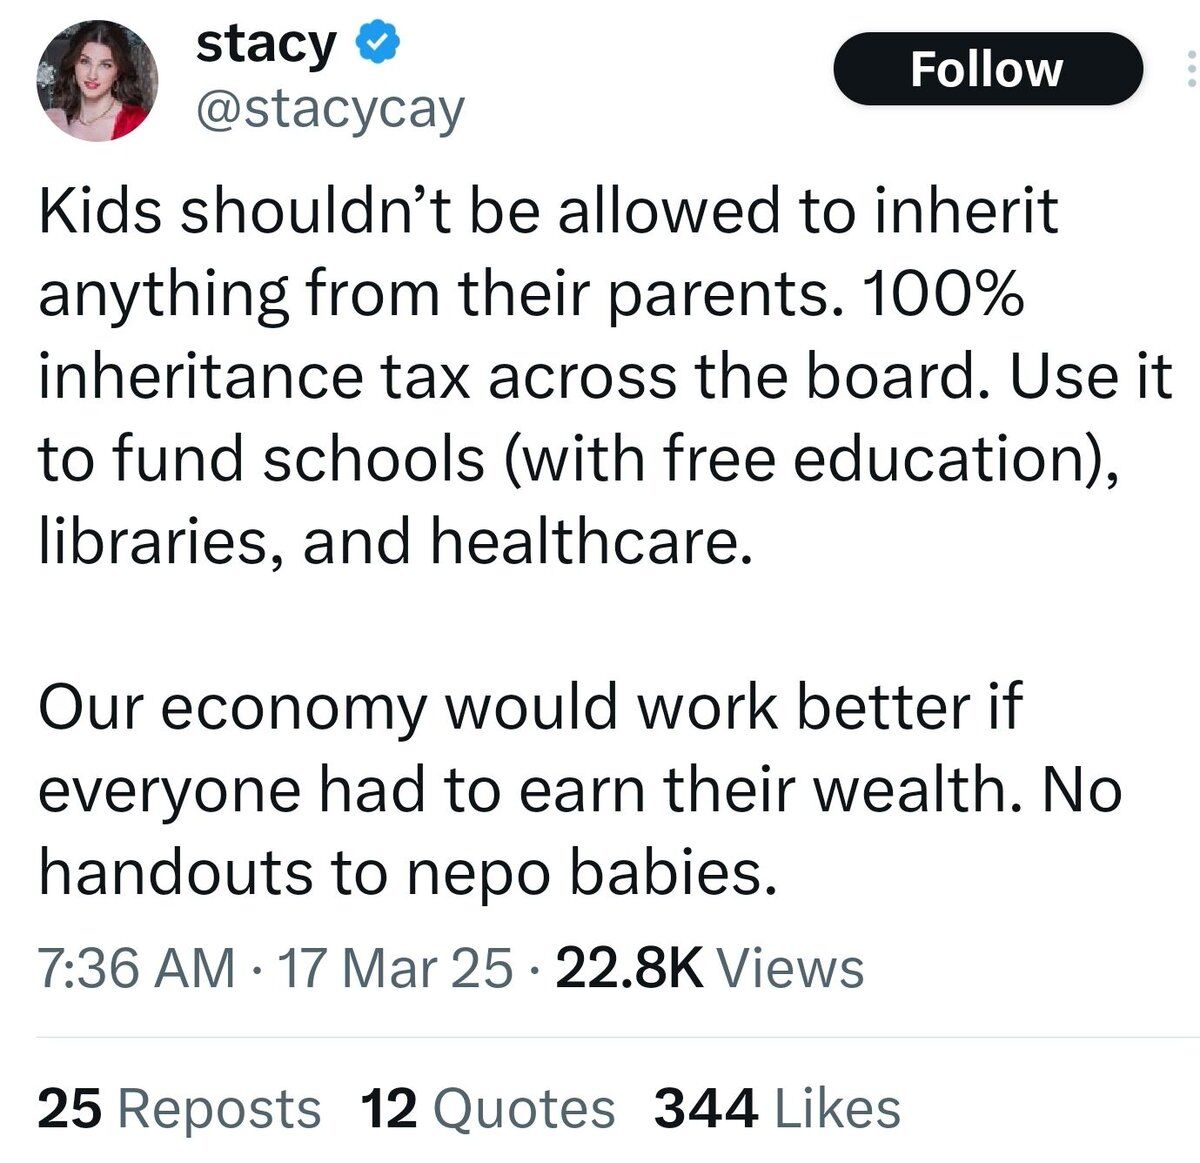 stacy
@stacycay
Follow
Kids shouldn’t be allowed to inherit
anything from their parents. 100%
inheritance tax across the board. Use it
to fund schools (with free education),
libraries, and healthcare.
Our economy would work better if
everyone had to earn their wealth. No
handouts to nepo babies.
7:36 AM · 17 Mar 25 · 22.8K Views
25 Reposts 12 Quotes 344 Likes